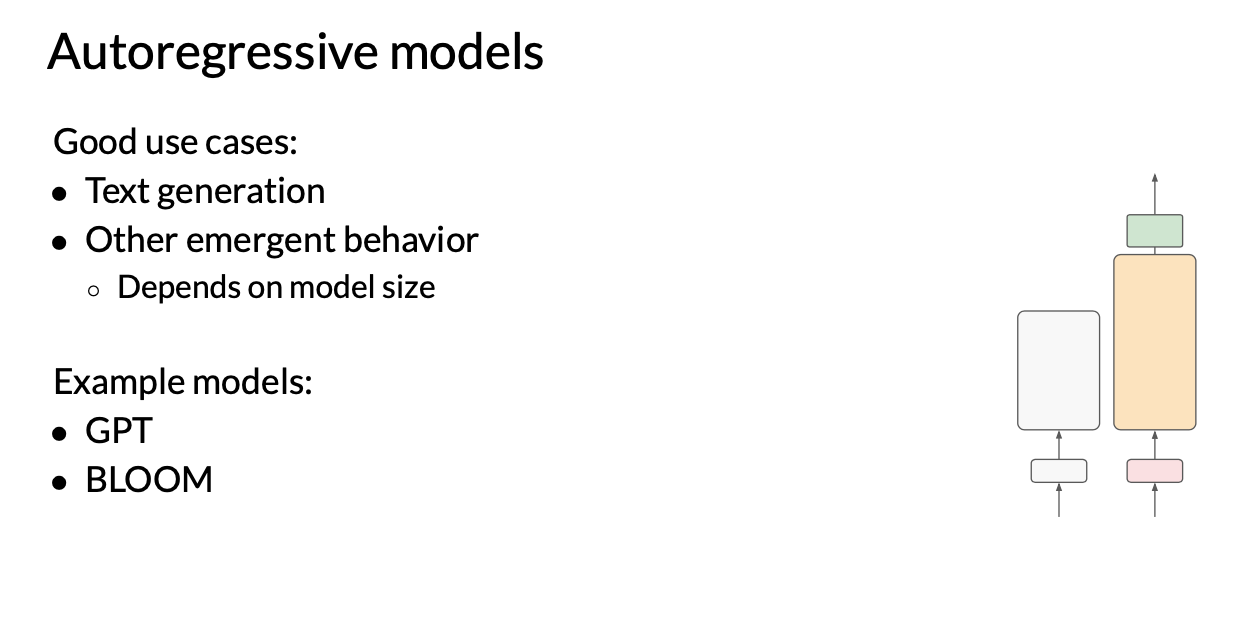 Autoregressive models
Good use cases:
● Text generation
● Other emergent behavior
○ Depends on model size
Example models:
● GPT
● BLOOM